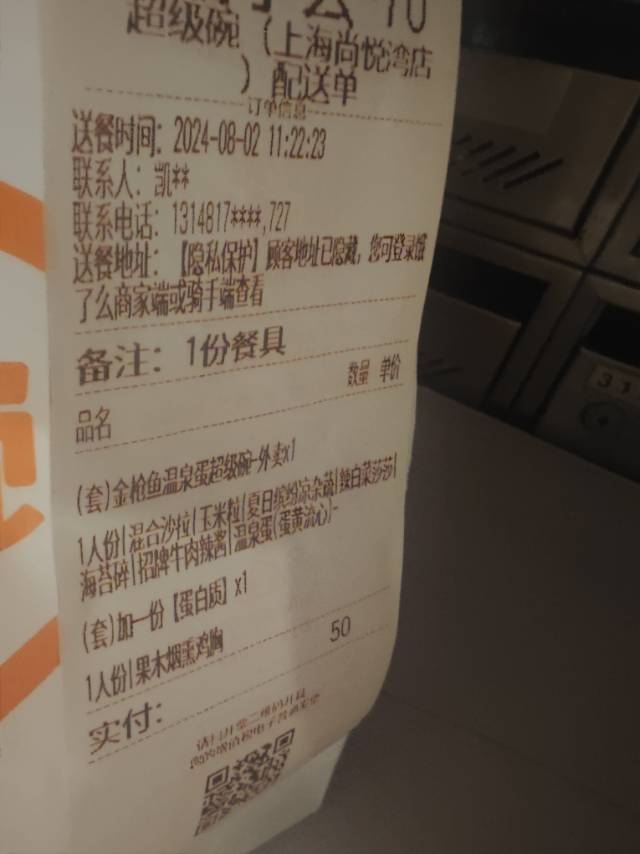 超级碗（上海尚悦湾店
）配送单
订单信息
送餐时间：2024-08-02 11:22:23
联系人：凯**
联系电话：1314817****,727
送餐地址：【隐私保护】顾客地址已隐藏，您可登录饿
了么商家端或骑手端查看
备注：1份餐具
数量 单价
品名
(套)金枪鱼温泉蛋超级碗-外卖x1
1人份|混合沙拉|玉米粒|夏日缤纷凉杂蔬|辣白菜莎莎|
海苔碎|招牌牛肉辣酱|温泉蛋(蛋黄流心)-
(套)加一份【蛋白质】x1
1人份|果木烟熏鸡胸 50
实付：